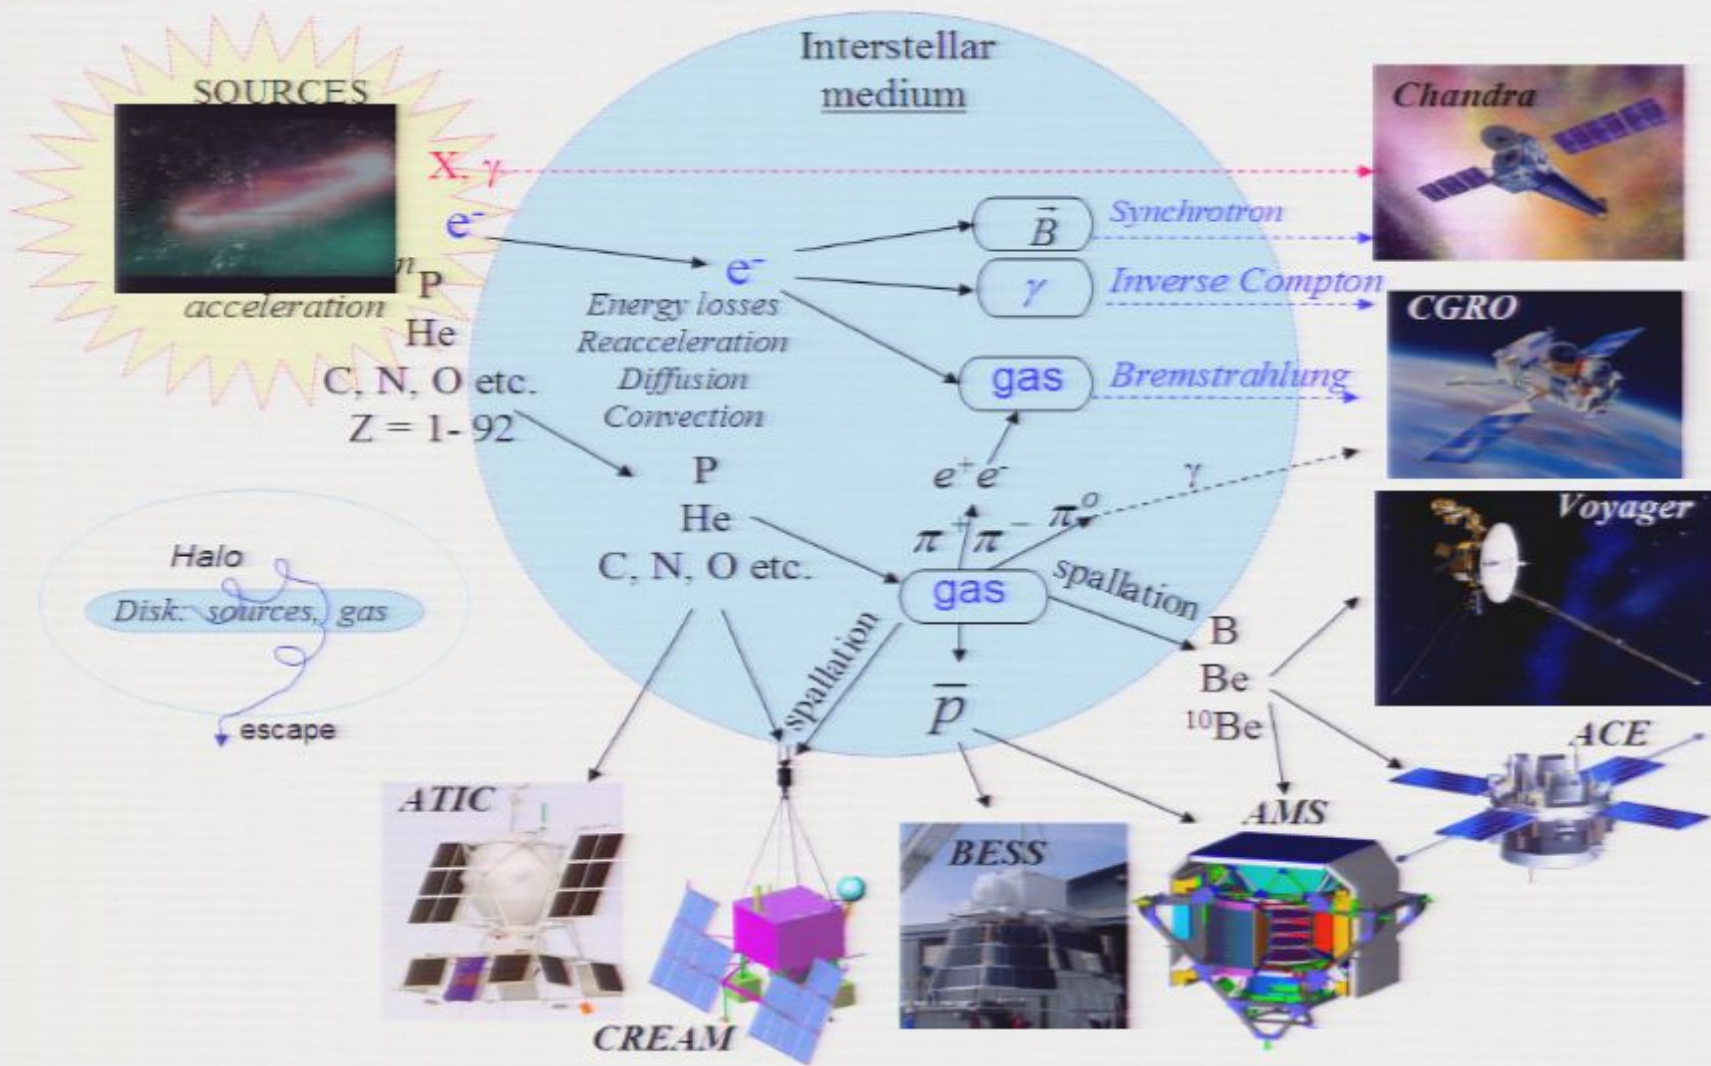 Interstellar
medium
SOURCES
acceleration
X, γ
e⁻
P
He
C, N, O etc.
Z = 1- 92
e⁻
Energy losses
Reacceleration
Diffusion
Convection
B⃗
Synchrotron
γ
Inverse Compton
gas
Bremstrahlung
e⁺ e⁻
π⁺ π⁻
π⁰
γ
P
He
C, N, O etc.
gas
spallation
spallation
p̅
B
Be
¹⁰Be
Halo
Disk: sources, gas
escape
Chandra
CGRO
Voyager
ACE
ATIC
CREAM
BESS
AMS